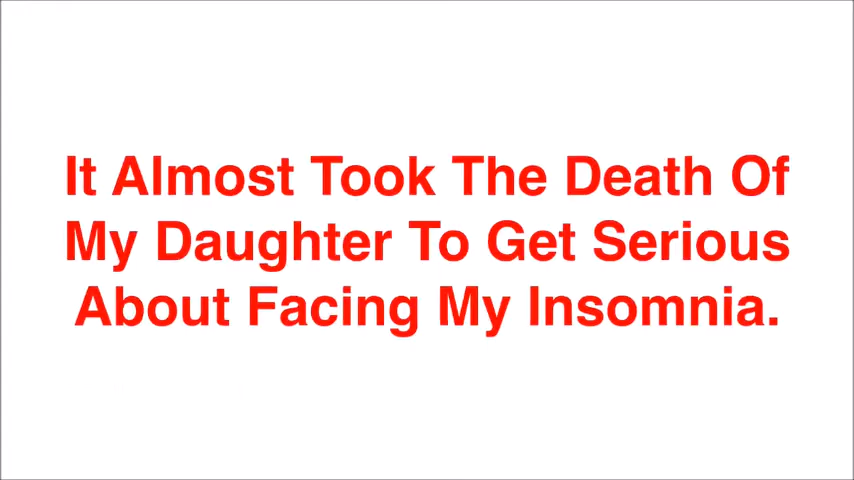 It Almost Took The Death Of
My Daughter To Get Serious
About Facing My Insomnia.